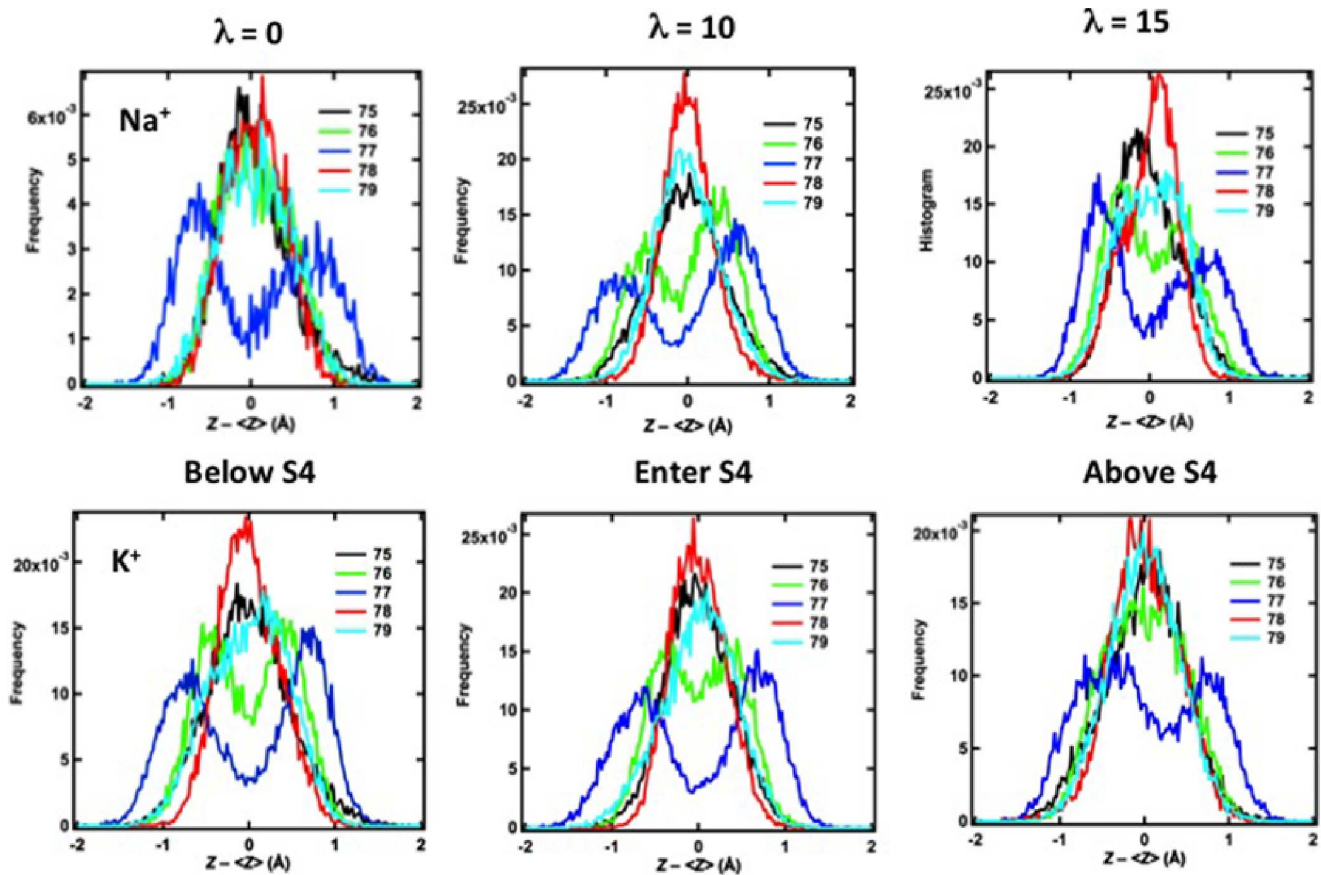 λ = 0
λ = 10
λ = 15
6x10⁻³
5
4
3
2
1
0
Frequency
Na⁺
75
76
77
78
79
-2 -1 0 1 2
Z – <Z> (Å)
25x10⁻³
20
15
10
5
0
Frequency
75
76
77
78
79
-2 -1 0 1 2
Z – <Z> (Å)
25x10⁻³
20
15
10
5
0
Histogram
75
76
77
78
79
-2 -1 0 1 2
Z – <Z> (Å)
Below S4
Enter S4
Above S4
20x10⁻³
15
10
5
0
Frequency
K⁺
75
76
77
78
79
-2 -1 0 1 2
Z – <Z> (Å)
25x10⁻³
20
15
10
5
0
Frequency
75
76
77
78
79
-2 -1 0 1 2
Z – <Z> (Å)
20x10⁻³
15
10
5
0
Frequency
75
76
77
78
79
-2 -1 0 1 2
Z – <Z> (Å)